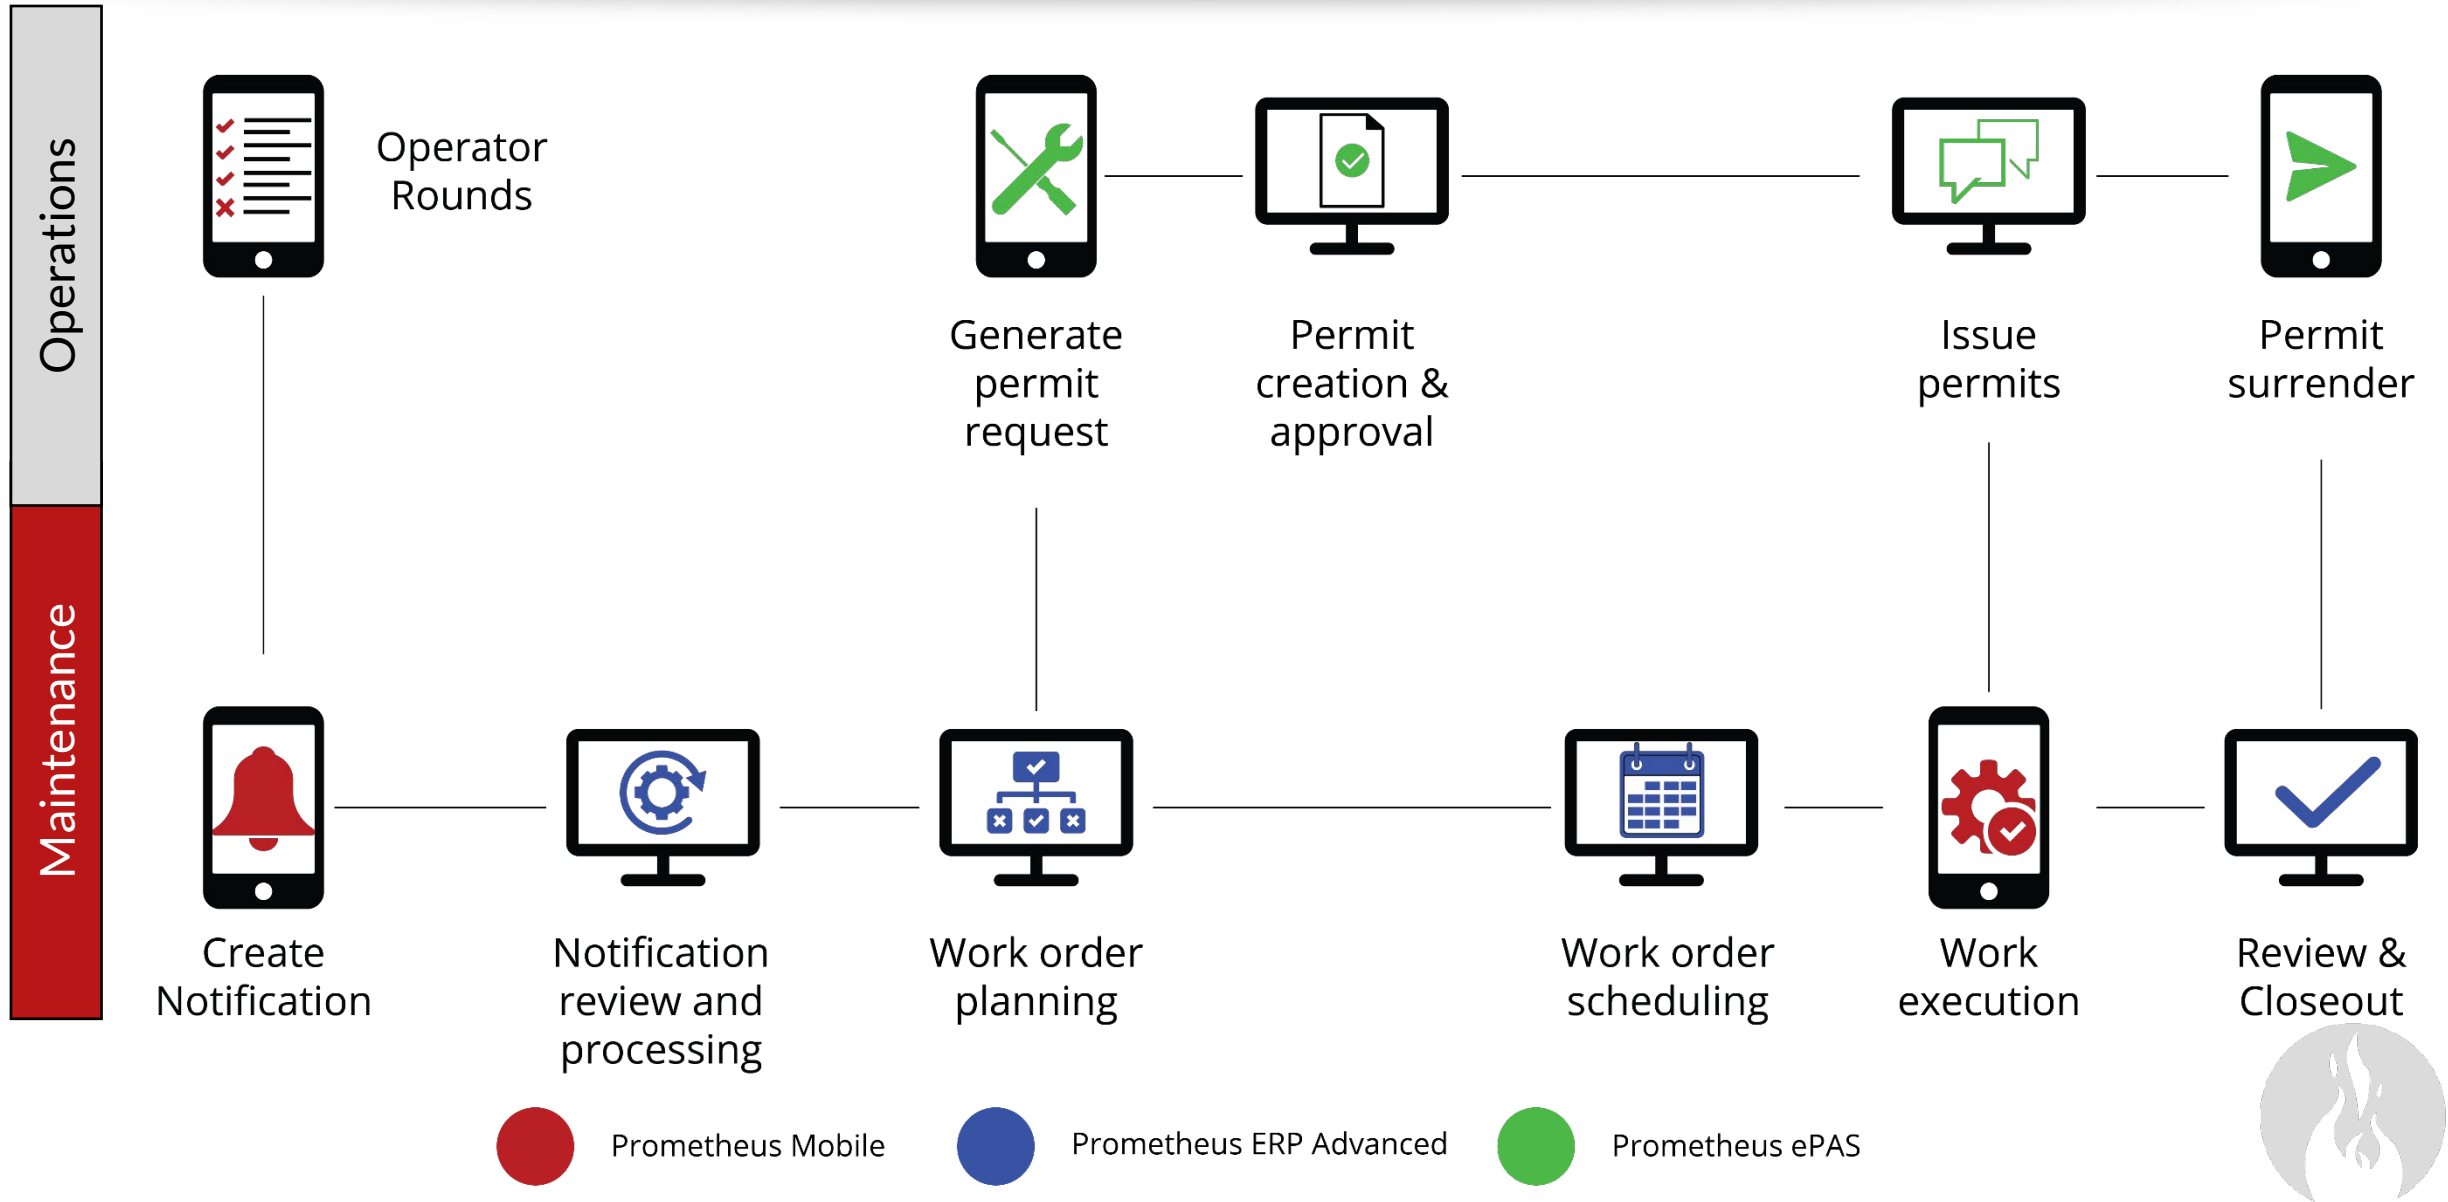 Operations
Operator
Rounds
Generate
permit
request
Permit
creation &
approval
Issue
permits
Permit
surrender
Maintenance
Create
Notification
Notification
review and
processing
Work order
planning
Work order
scheduling
Work
execution
Review &
Closeout
Prometheus Mobile
Prometheus ERP Advanced
Prometheus ePAS